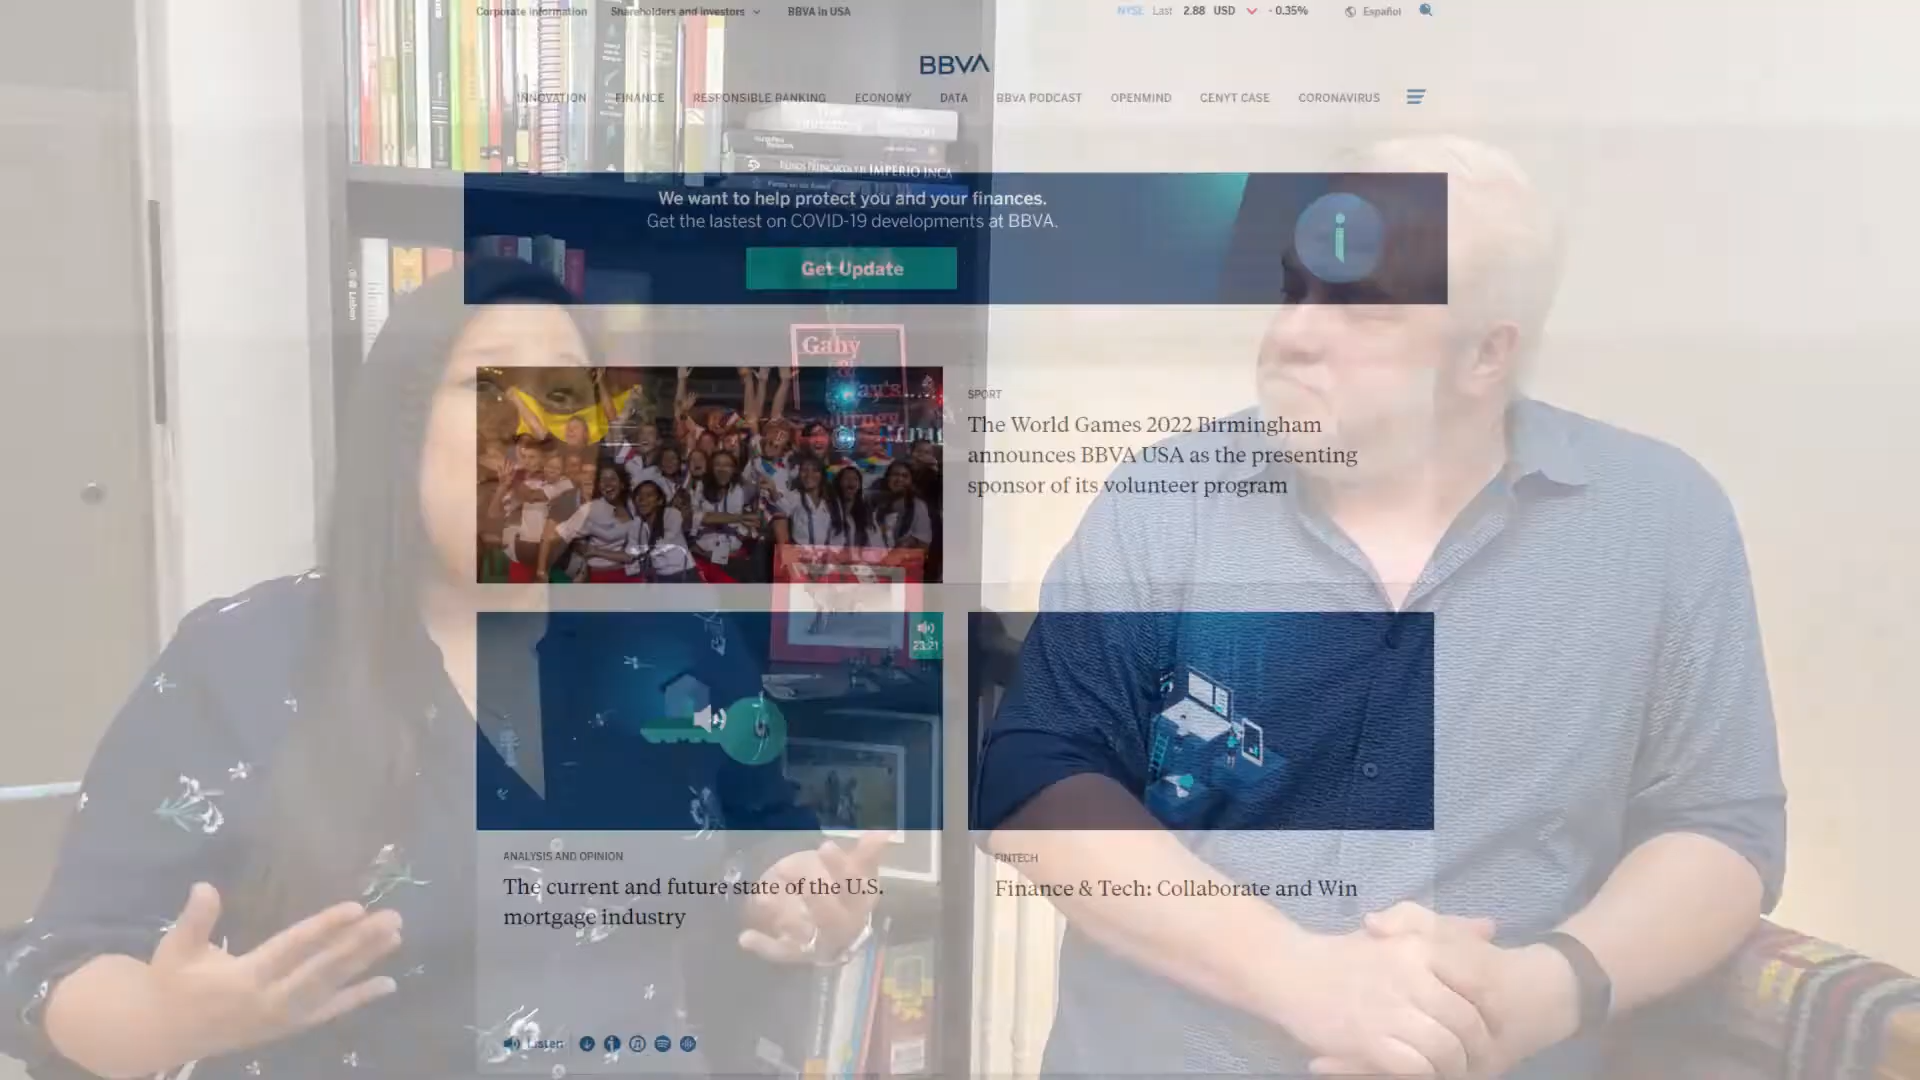 Corporate Information Shareholders and investors BBVA in USA NYSE Last 2.88 USD - 0.35% Español
BBVA
INNOVATION FINANCE RESPONSIBLE BANKING ECONOMY DATA BBVA PODCAST OPENMIND CENYT CASE CORONAVIRUS
IMPERIO INCA
We want to help protect you and your finances.
Get the lastest on COVID-19 developments at BBVA.
Get Update
Lisbon
Gaby
&
SPORT
The World Games 2022 Birmingham
announces BBVA USA as the presenting
sponsor of its volunteer program
23:21
ANALYSIS AND OPINION
The current and future state of the U.S.
mortgage industry
Listen
FINTECH
Finance & Tech: Collaborate and Win